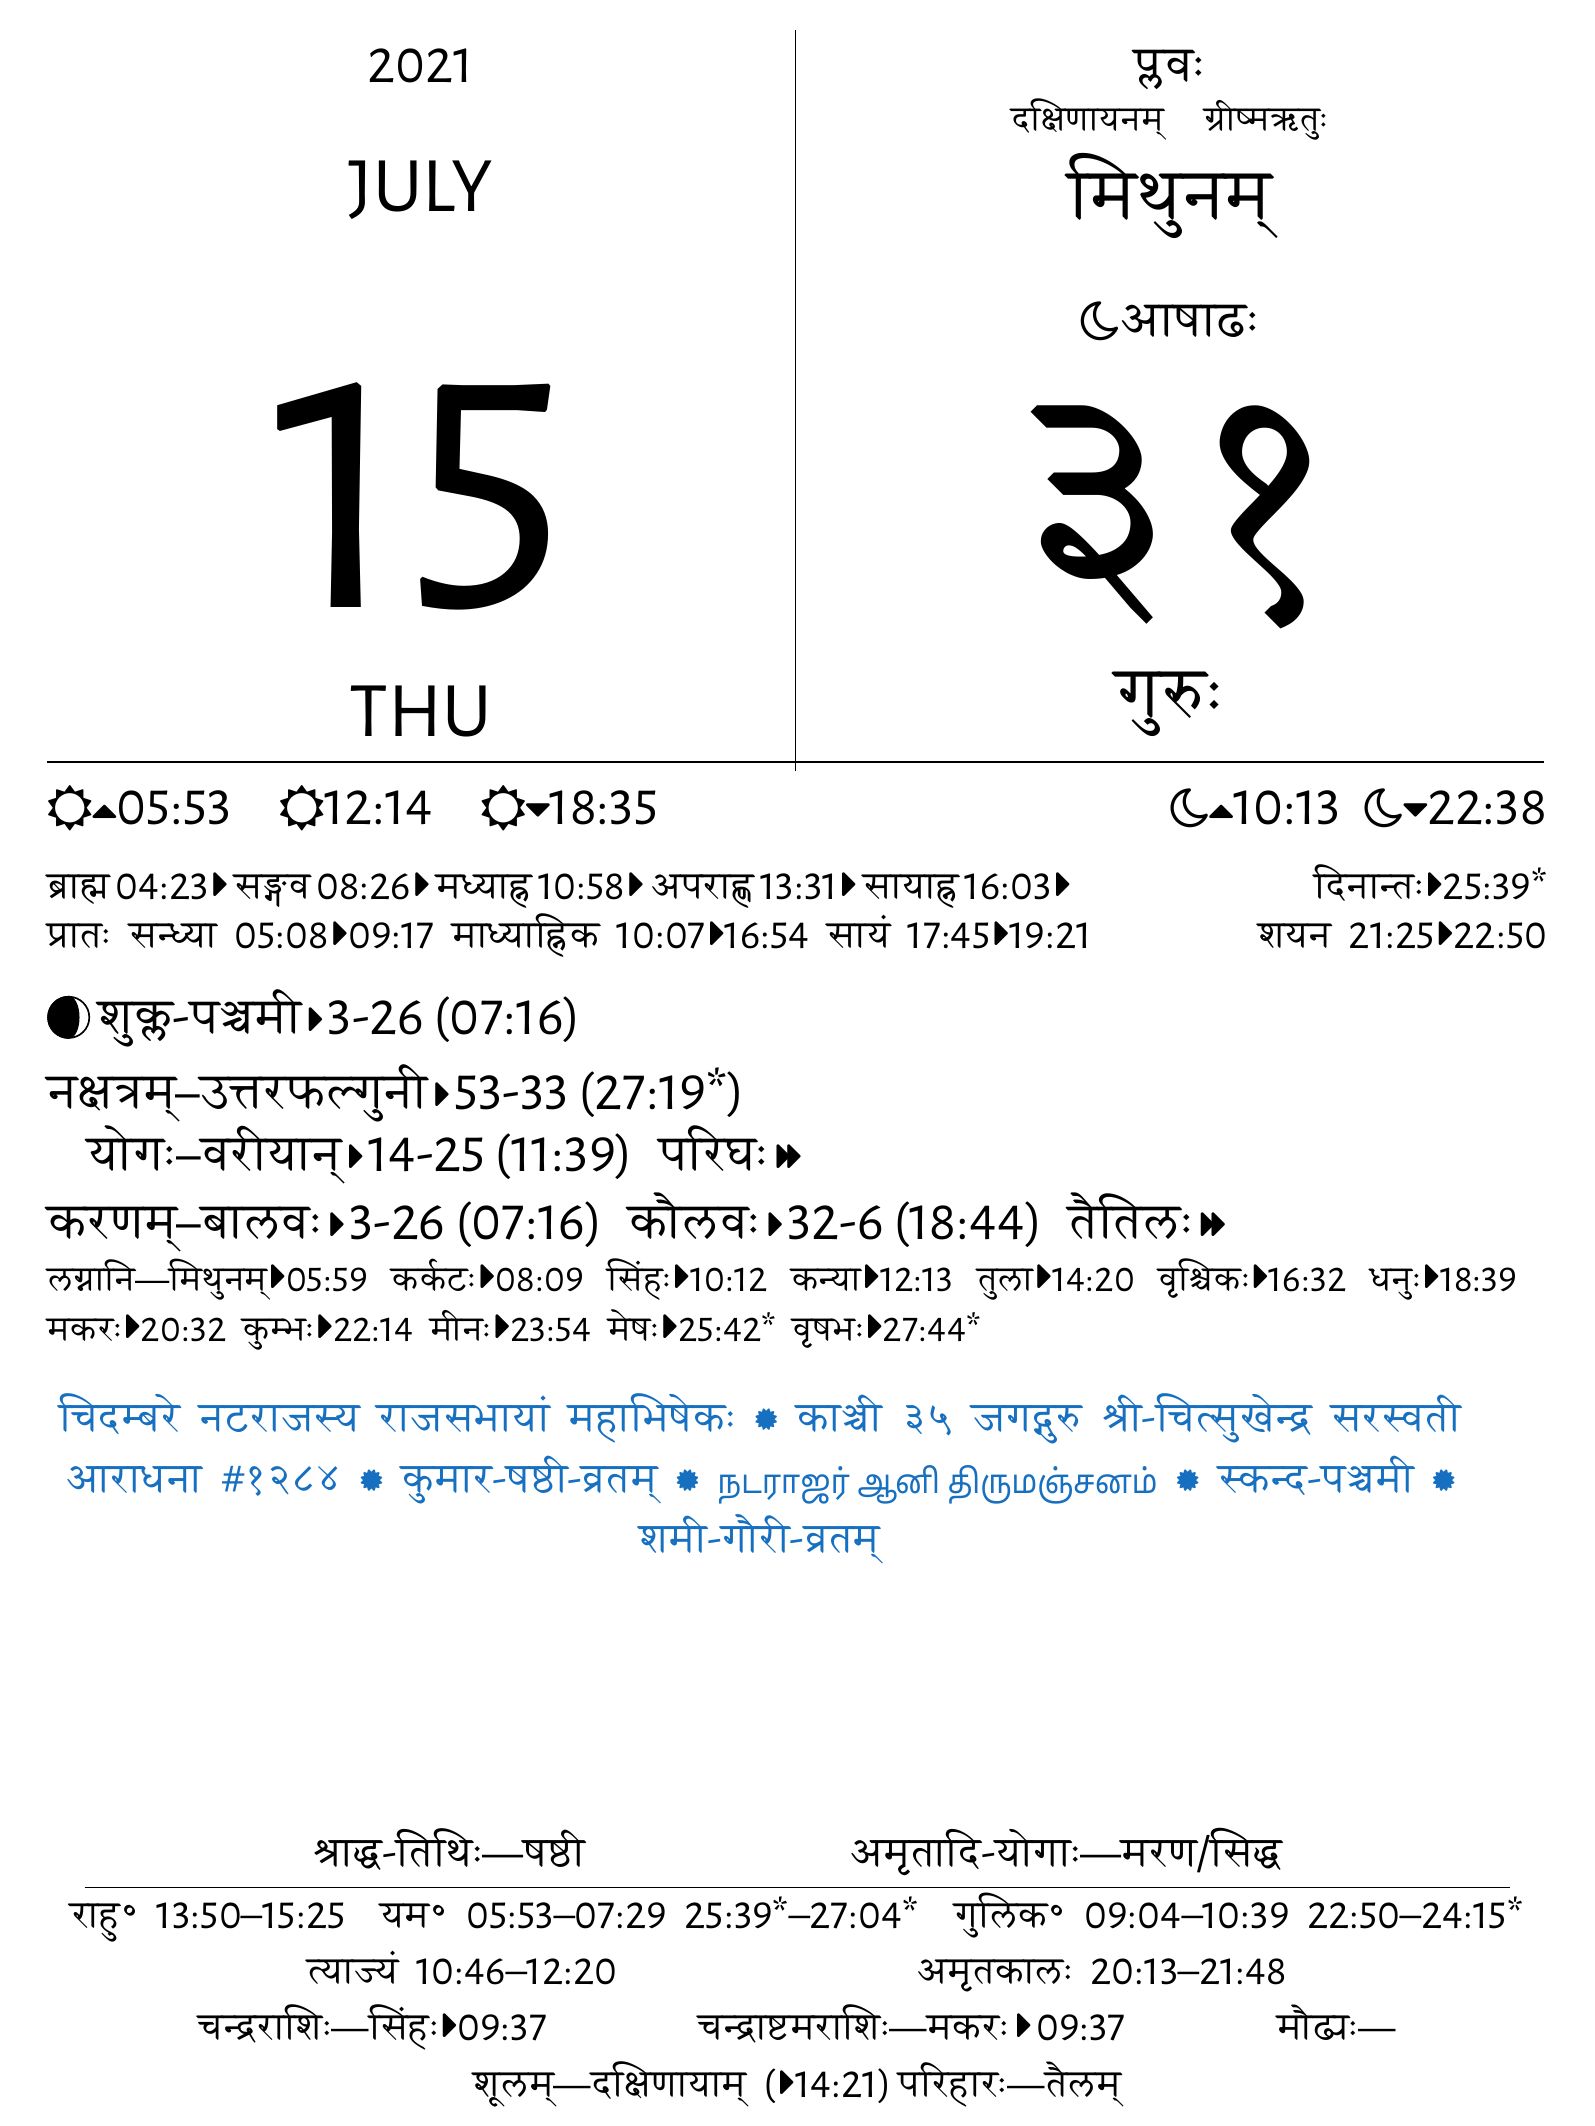 2021
JULY
15
THU
प्लवः
दक्षिणायनम् ग्रीष्मऋतुः
मिथुनम्
आषाढः
३१
गुरुः
05:53 12:14 18:35 10:13 22:38
ब्राह्म 04:23 सङ्गव 08:26 मध्याह्न 10:58 अपराह्ण 13:31 सायाह्न 16:03 दिनान्तः 25:39*
प्रातः सन्ध्या 05:08 09:17 माध्याह्निक 10:07 16:54 सायं 17:45 19:21 शयन 21:25 22:50
शुक्ल-पञ्चमी 3-26 (07:16)
नक्षत्रम्–उत्तरफल्गुनी 53-33 (27:19*)
योगः–वरीयान् 14-25 (11:39) परिघः
करणम्–बालवः 3-26 (07:16) कौलवः 32-6 (18:44) तैतिलः
लग्नानि—मिथुनम् 05:59 कर्कटः 08:09 सिंहः 10:12 कन्या 12:13 तुला 14:20 वृश्चिकः 16:32 धनुः 18:39
मकरः 20:32 कुम्भः 22:14 मीनः 23:54 मेषः 25:42* वृषभः 27:44*
चिदम्बरे नटराजस्य राजसभायां महाभिषेकः ✹ काञ्ची ३५ जगद्गुरु श्री-चित्सुखेन्द्र सरस्वती
आराधना #१२८४ ✹ कुमार-षष्ठी-व्रतम् ✹ நடராஜர் ஆனி திருமஞ்சனம் ✹ स्कन्द-पञ्चमी ✹
शमी-गौरी-व्रतम्
श्राद्ध-तिथिः—षष्ठी अमृतादि-योगाः—मरण/सिद्ध
राहु॰ 13:50–15:25 यम॰ 05:53–07:29 25:39*–27:04* गुलिक॰ 09:04–10:39 22:50–24:15*
त्याज्यं 10:46–12:20 अमृतकालः 20:13–21:48
चन्द्रराशिः—सिंहः 09:37 चन्द्राष्टमराशिः—मकरः 09:37 मौढ्यः—
शूलम्—दक्षिणायाम् (14:21) परिहारः—तैलम्